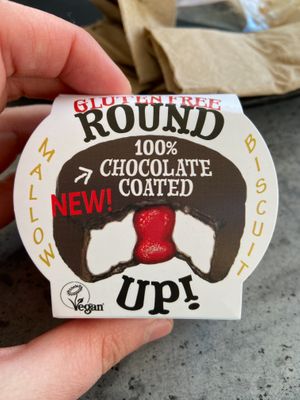 GLUTEN FREE
ROUND
100%
CHOCOLATE
COATED
NEW!
MALLOW
BISCUIT
UP!
Vegan